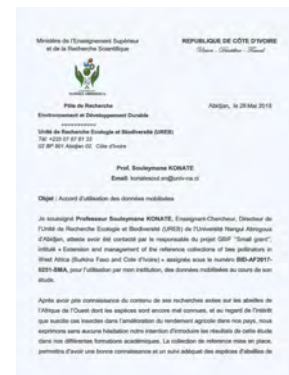 Ministère de l'Enseignement Supérieur
et de la Recherche Scientifique
REPUBLIQUE DE CÔTE D'IVOIRE
Union - Discipline - Travail
Pôle de Recherche
Environnement et Développement Durable
Abidjan, le 28 Mai 2018
Unité de Recherche Ecologie et Biodiversité (UREB)
02 BP 801 Abidjan 02, Côte d'Ivoire
Prof. Souleymane KONATE
Objet : Accord d'utilisation des données mobilisées
Je soussigné Professeur Souleymane KONATE, Enseignant-Chercheur, Directeur de
l'Unité de Recherche Ecologie et Biodiversité (UREB) de l'Université Nangui Abrogoua
d'Abidjan, atteste avoir été contacté par le responsable du projet GBIF "Small grant",
intitulé « Extension and management of the reference collections of bee pollinators in
West Africa (Burkina Faso and Cote d'Ivoire) » assignée sous le numéro BID-AF2017-
0251-SMA, pour l'utilisation par mon institution, des données mobilisées au cours de son
étude.
Après avoir pris connaissance du contenu de ses recherches axées sur les abeilles de
l'Afrique de l'Ouest dont les espèces sont encore mal connues, et au regard de l'intérêt
que suscite ces insectes dans l'amélioration du rendement agricole dans nos pays, nous
exprimons sans aucune hésitation notre intention d'introduire les résultats de cette étude
dans nos différentes formations académiques. La collection de référence mise en place,
permettra d'avoir une bonne connaissance et un suivi adéquat des espèces d'abeilles de